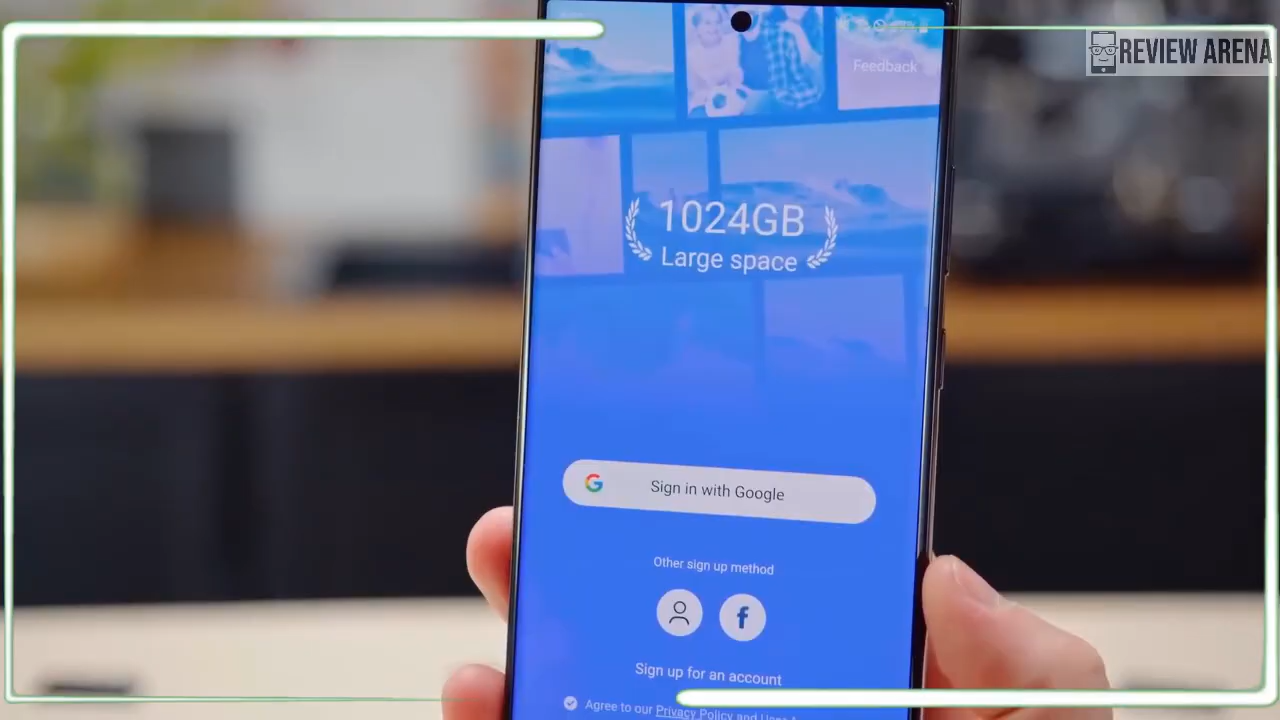 REVIEW ARENA
Feedback
1024GB
Large space
Sign in with Google
Other sign up method
Sign up for an account
Agree to our Privacy Policy and